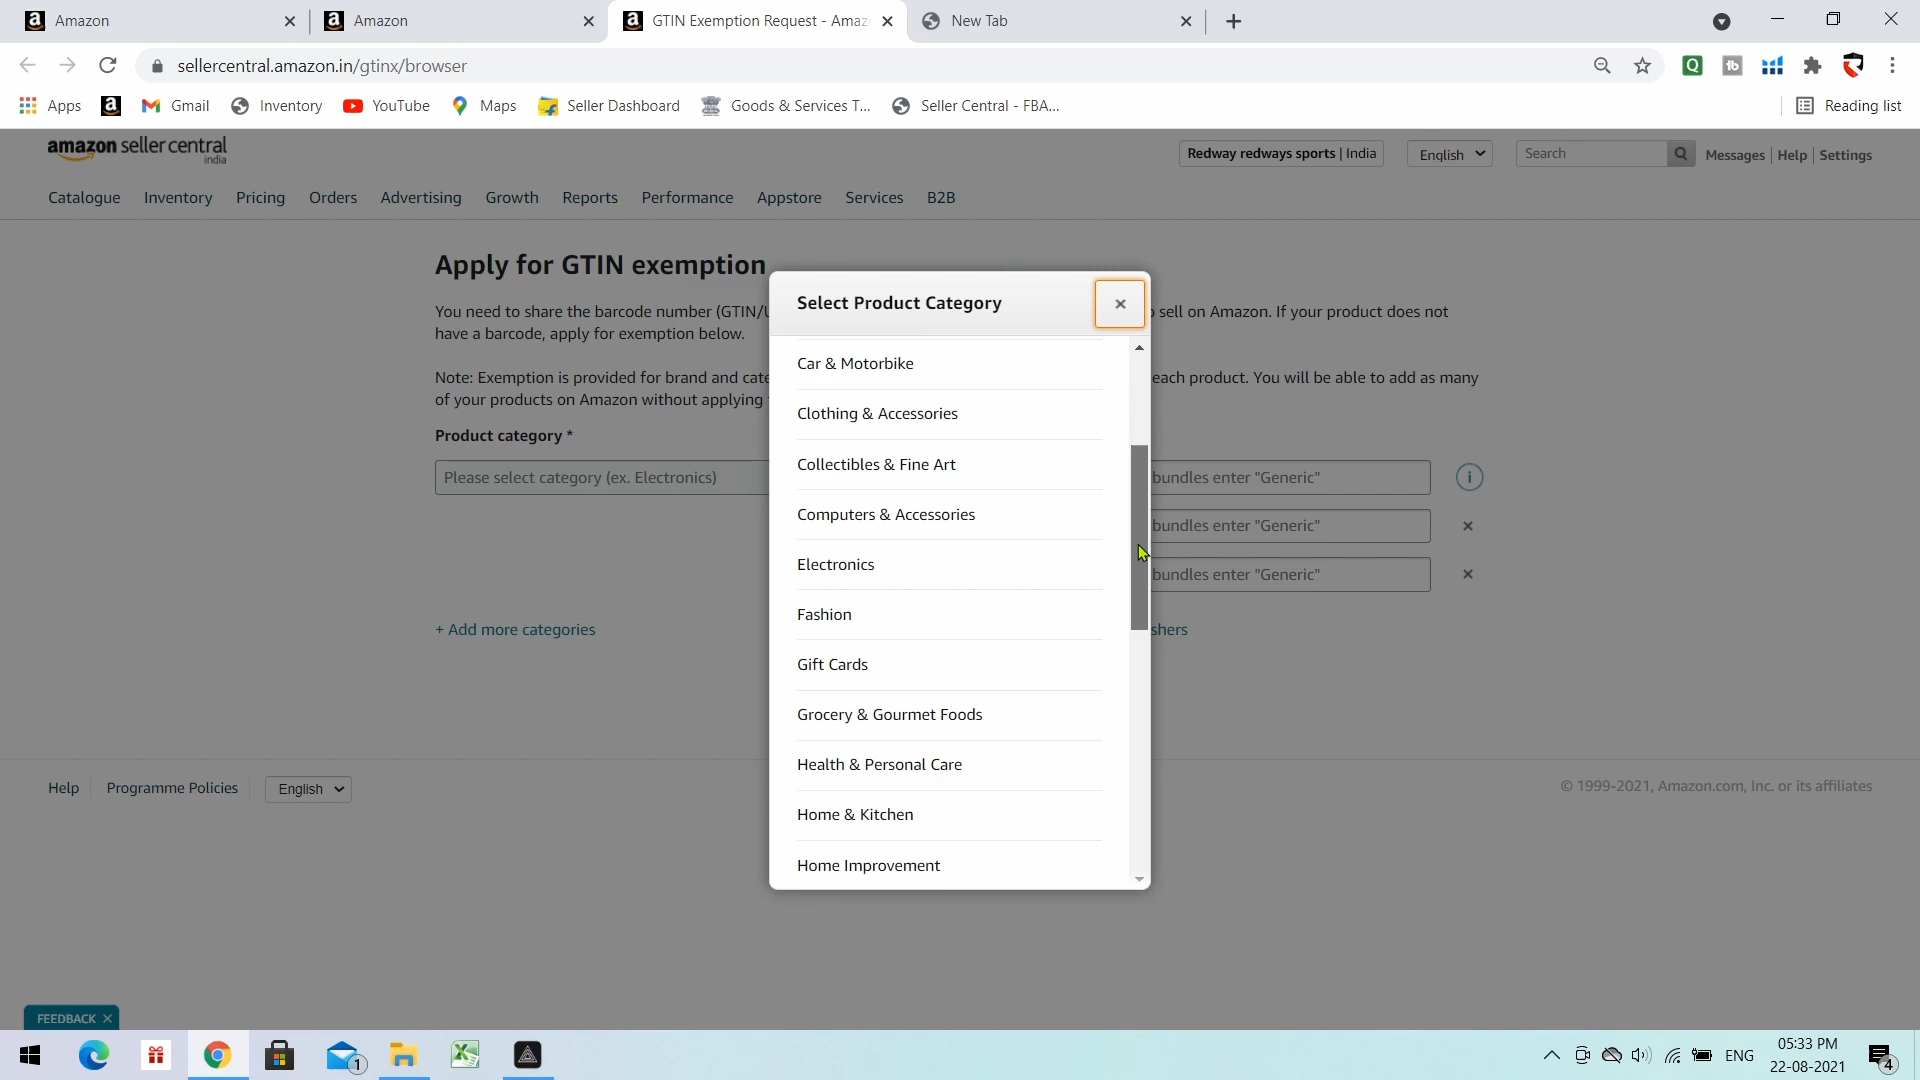 Amazon
Amazon
GTIN Exemption Request - Amaz
New Tab
sellercentral.amazon.in/gtinx/browser
Apps
Gmail
Inventory
YouTube
Maps
Seller Dashboard
Goods & Services T...
Seller Central - FBA...
Reading list
amazon seller central
india
Redway redways sports | India
English
Search
Messages | Help | Settings
Catalogue Inventory Pricing Orders Advertising Growth Reports Performance Appstore Services B2B
Apply for GTIN exemption
You need to share the barcode number (GTIN/U
sell on Amazon. If your product does not
have a barcode, apply for exemption below.
Note: Exemption is provided for brand and cate
each product. You will be able to add as many
of your products on Amazon without applying
Product category *
Please select category (ex. Electronics)
bundles enter "Generic"
bundles enter "Generic"
bundles enter "Generic"
+ Add more categories
shers
Select Product Category
Car & Motorbike
Clothing & Accessories
Collectibles & Fine Art
Computers & Accessories
Electronics
Fashion
Gift Cards
Grocery & Gourmet Foods
Health & Personal Care
Home & Kitchen
Home Improvement
Help
Programme Policies
English
© 1999-2021, Amazon.com, Inc. or its affiliates
FEEDBACK
1
ENG
05:33 PM
22-08-2021
4